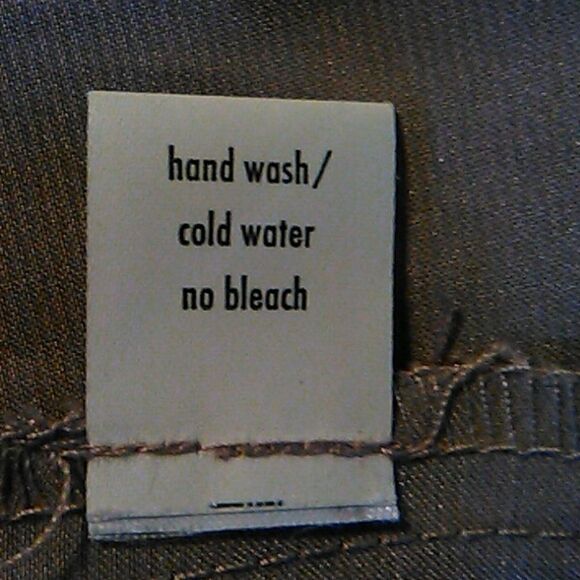 hand wash/
cold water
no bleach